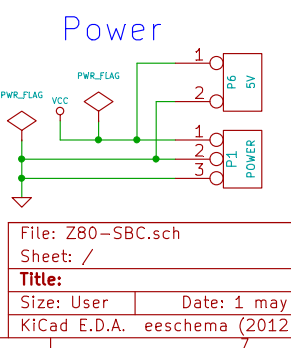 Power
PWR_FLAG
VCC
PWR_FLAG
1
2
P6
5V
1
2
3
P1
POWER
File: Z80-SBC.sch
Sheet: /
Title:
Size: User
Date: 1 may
KiCad E.D.A.
eeschema (2012
7